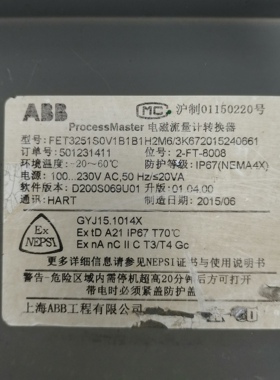 ABB
MC 沪制01150220号
ProcessMaster 电磁流量计转换器
型号: FET3251S0V1B1B1H2M6/3K672015240661
订单号: 501231411 位号: 2-FT-8008
环境温度: -20~60℃ 防护等级: IP67(NEMA4X)
电源: 100...230V AC,50 Hz/≤20VA
软件版本: D200S069U01 升版: 01.04.00
通讯: HART 制造日期: 2015/06
Ex NEPSI
GYJ15.1014X
Ex tD A21 IP67 T70℃
Ex nA nC II C T3/T4 Gc
更多详细信息请参见NEPSI证书与使用说明书
警告-危险区域内需停机超高20分钟后方可打开
带电时必须紧盖防护盖
上海ABB工程有限公司